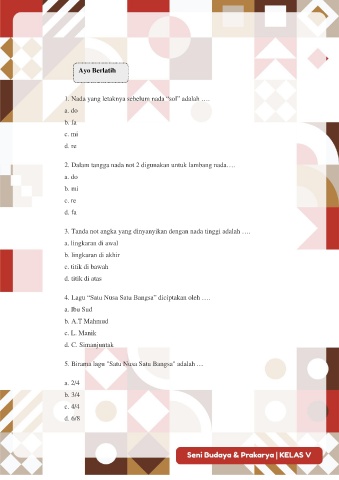 Ayo Berlatih
1. Nada yang letaknya sebelum nada "sol" adalah ….
a. do
b. la
c. mi
d. re
2. Dalam tangga nada not 2 digunakan untuk lambang nada….
a. do
b. mi
c. re
d. fa
3. Tanda not angka yang dinyanyikan dengan nada tinggi adalah ….
a. lingkaran di awal
b. lingkaran di akhir
c. titik di bawah
d. titik di atas
4. Lagu "Satu Nusa Satu Bangsa" diciptakan oleh ….
a. Ibu Sud
b. A.T Mahmud
c. L. Manik
d. C. Simanjuntak
5. Birama lagu "Satu Nusa Satu Bangsa" adalah ....
a. 2/4
b. 3/4
c. 4/4
d. 6/8
Seni Budaya & Prakarya | KELAS V